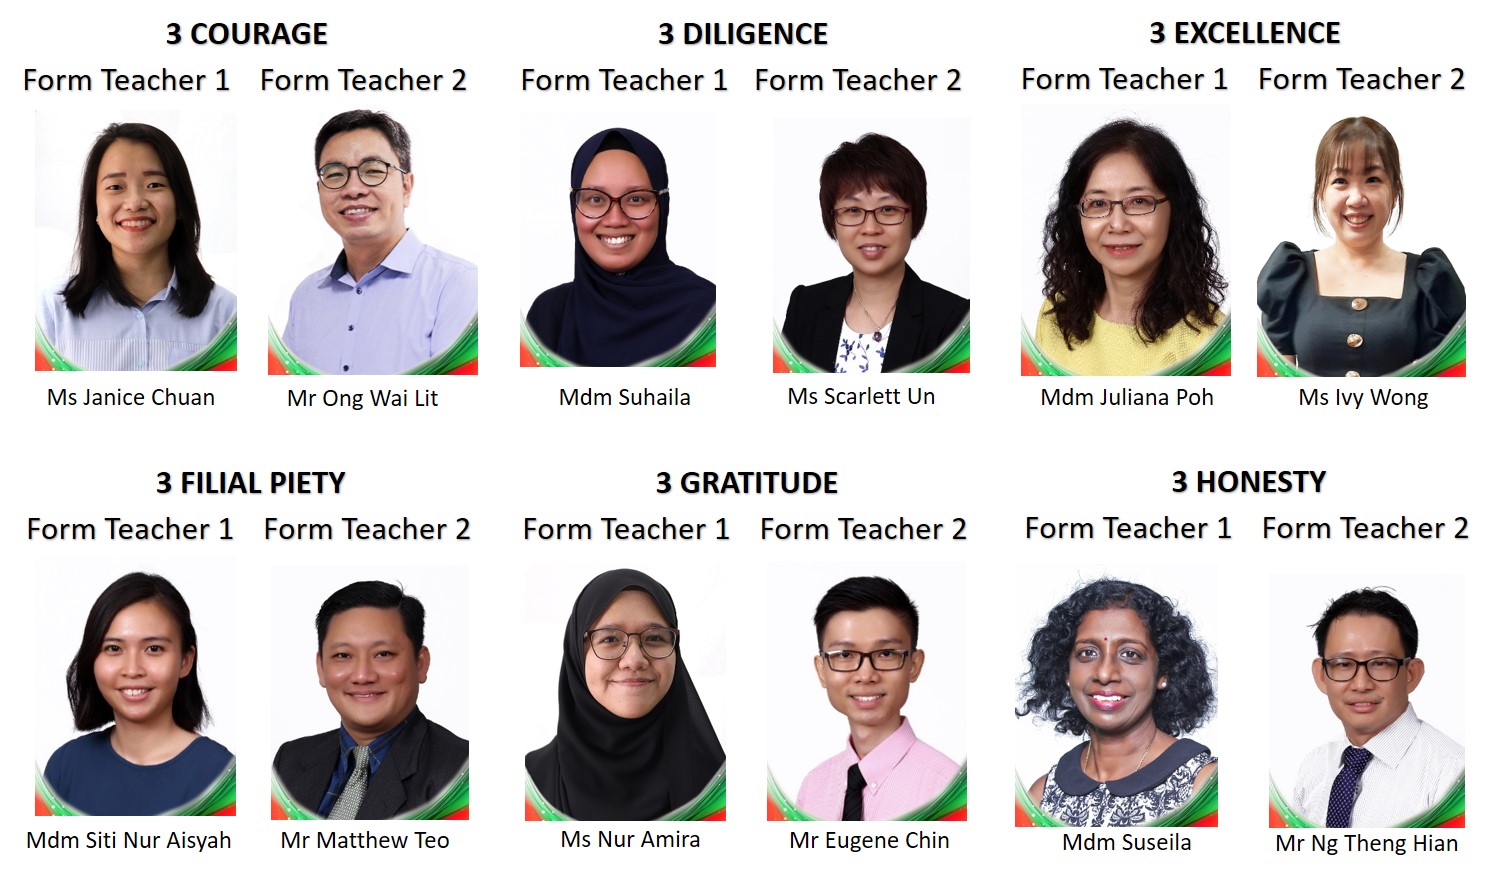 3 COURAGE
Form Teacher 1
Form Teacher 2
Ms Janice Chuan
Mr Ong Wai Lit
3 DILIGENCE
Form Teacher 1
Form Teacher 2
Mdm Suhaila
Ms Scarlett Un
3 EXCELLENCE
Form Teacher 1
Form Teacher 2
Mdm Juliana Poh
Ms Ivy Wong
3 FILIAL PIETY
Form Teacher 1
Form Teacher 2
Mdm Siti Nur Aisyah
Mr Matthew Teo
3 GRATITUDE
Form Teacher 1
Form Teacher 2
Ms Nur Amira
Mr Eugene Chin
3 HONESTY
Form Teacher 1
Form Teacher 2
Mdm Suseila
Mr Ng Theng Hian